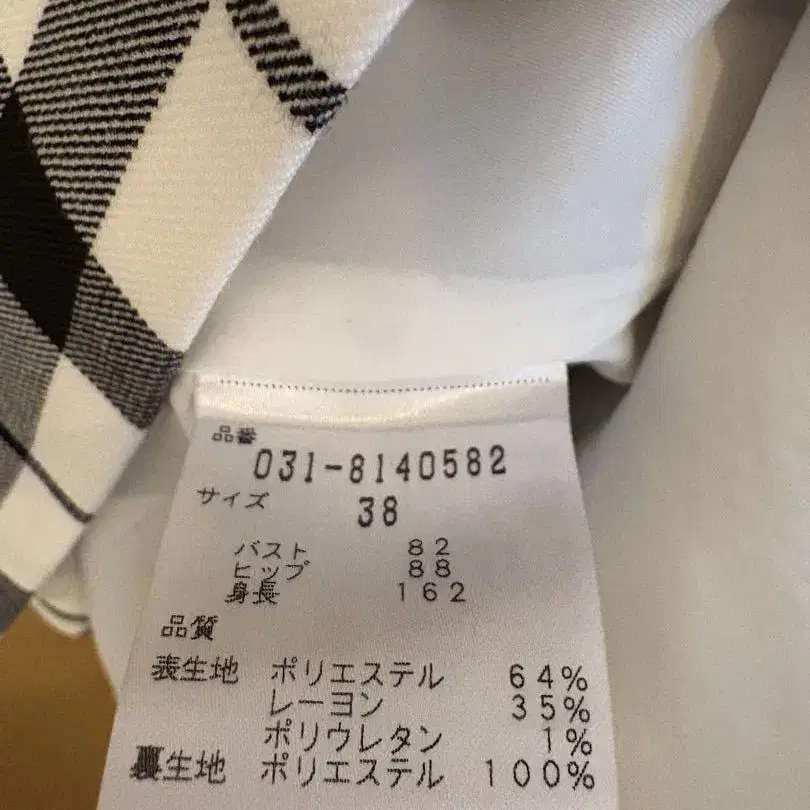 品番
031-8140582
サイズ 38
バスト 82
ヒップ 88
身長 162
品質
表生地 ポリエステル 64%
レーヨン 35%
ポリウレタン 1%
裏生地 ポリエステル 100%